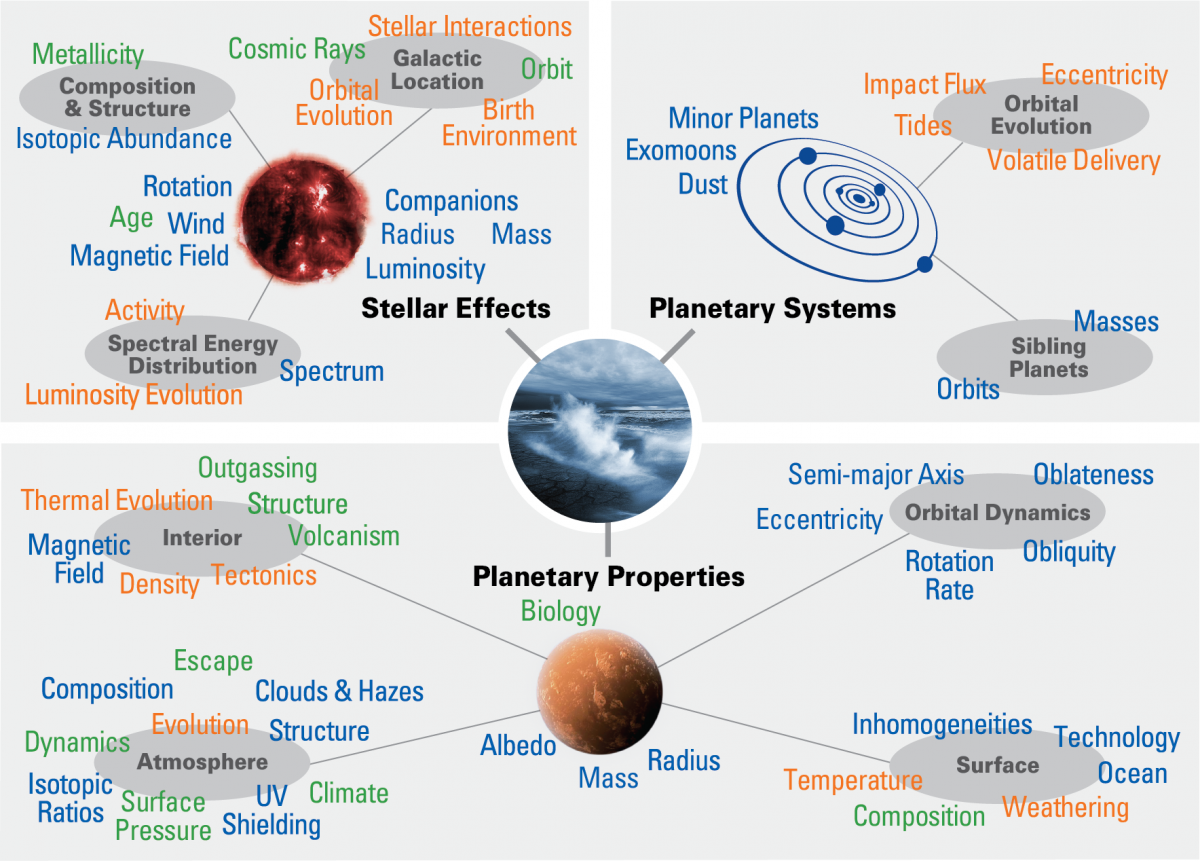 Stellar Interactions
Cosmic Rays
Metallicity
Galactic
Location
Orbit
Composition
& Structure
Orbital
Evolution
Birth
Environment
Isotopic Abundance
Rotation
Age
Wind
Magnetic Field
Companions
Radius
Mass
Luminosity
Stellar Effects
Activity
Spectral Energy
Distribution
Spectrum
Luminosity Evolution
Impact Flux
Eccentricity
Orbital
Evolution
Tides
Volatile Delivery
Minor Planets
Exomoons
Dust
Planetary Systems
Masses
Sibling
Planets
Orbits
Outgassing
Thermal Evolution
Structure
Interior
Volcanism
Magnetic
Field
Density
Tectonics
Planetary Properties
Biology
Semi-major Axis
Oblateness
Eccentricity
Orbital Dynamics
Rotation
Rate
Obliquity
Escape
Composition
Clouds & Hazes
Evolution
Structure
Dynamics
Atmosphere
Isotopic
Ratios
Surface
Pressure
UV
Shielding
Climate
Albedo
Mass
Radius
Inhomogeneities
Technology
Surface
Ocean
Temperature
Composition
Weathering